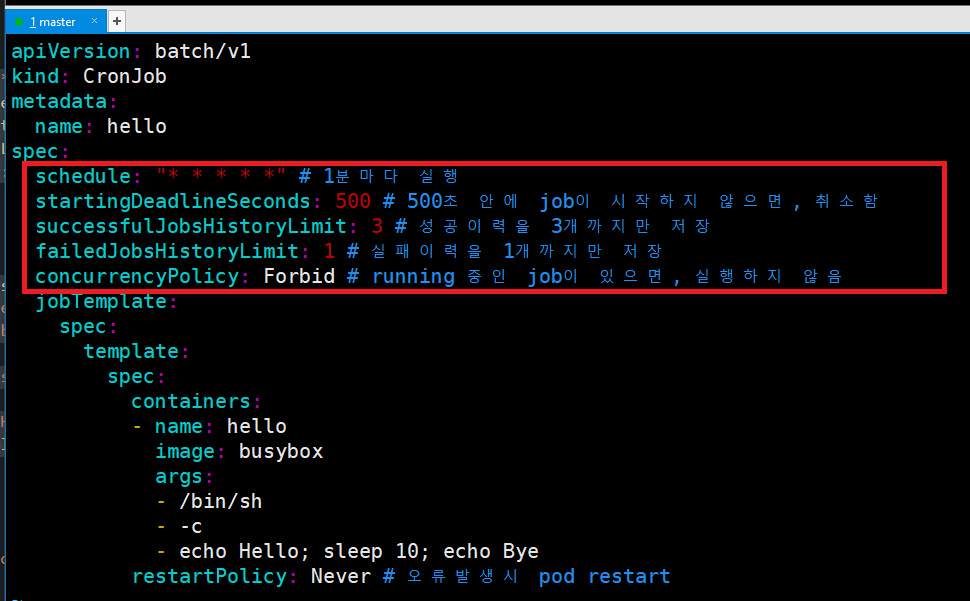 1 master × +
apiVersion: batch/v1
kind: CronJob
metadata:
  name: hello
spec:
  schedule: "* * * * *" # 1분마다 실행
  startingDeadlineSeconds: 500 # 500초 안에 job이 시작하지 않으면, 취소함
  successfulJobsHistoryLimit: 3 # 성공이력을 3개까지만 저장
  failedJobsHistoryLimit: 1 # 실패이력을 1개까지만 저장
  concurrencyPolicy: Forbid # running 중인 job이 있으면, 실행하지 않음
  jobTemplate:
    spec:
      template:
        spec:
          containers:
          - name: hello
            image: busybox
            args:
            - /bin/sh
            - -c
            - echo Hello; sleep 10; echo Bye
          restartPolicy: Never # 오류발생시 pod restart